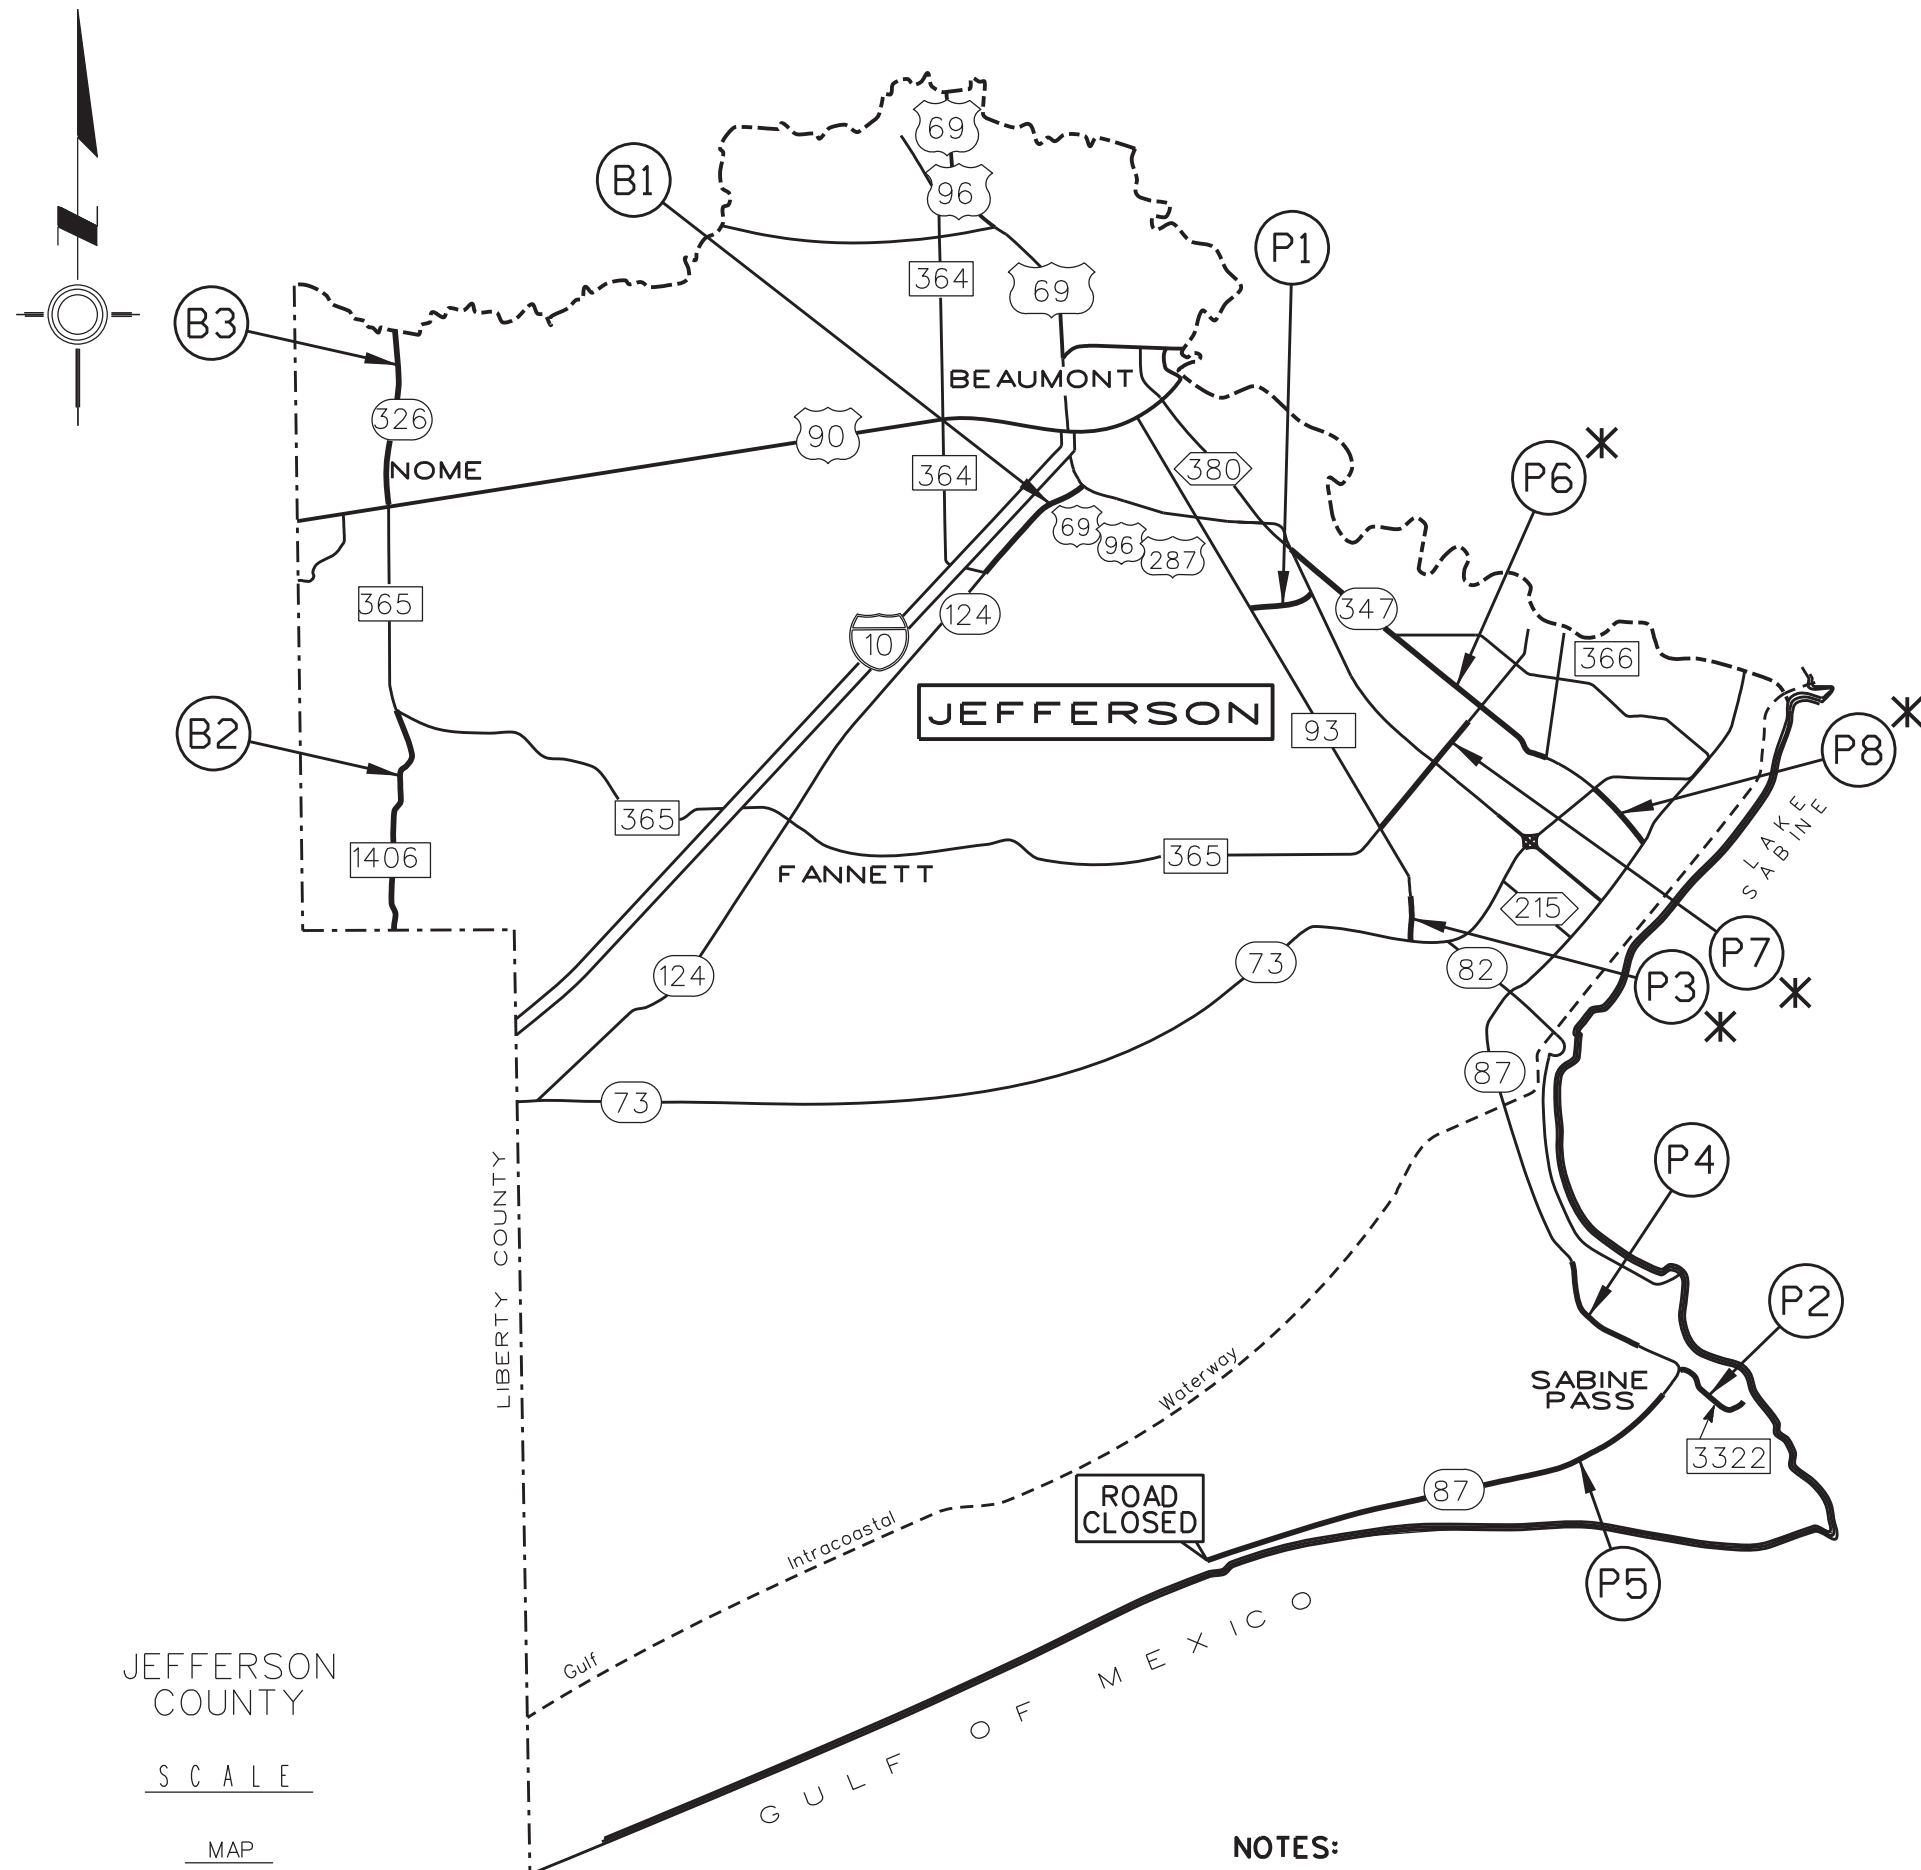 69
96
B1
P1
364
69
B3
BEAUMONT
326
90
NOME
364
380
P6
69
96
287
365
124
347
10
366
JEFFERSON
93
B2
P8
365
LAKE
SABINE
1406
FANNETT
365
215
P7
124
73
82
P3
87
73
LIBERTY COUNTY
P4
P2
Waterway
SABINE
PASS
3322
ROAD
CLOSED
87
Intracoastal
P5
Gulf
GULF OF MEXICO
JEFFERSON
COUNTY
SCALE
MAP
NOTES: